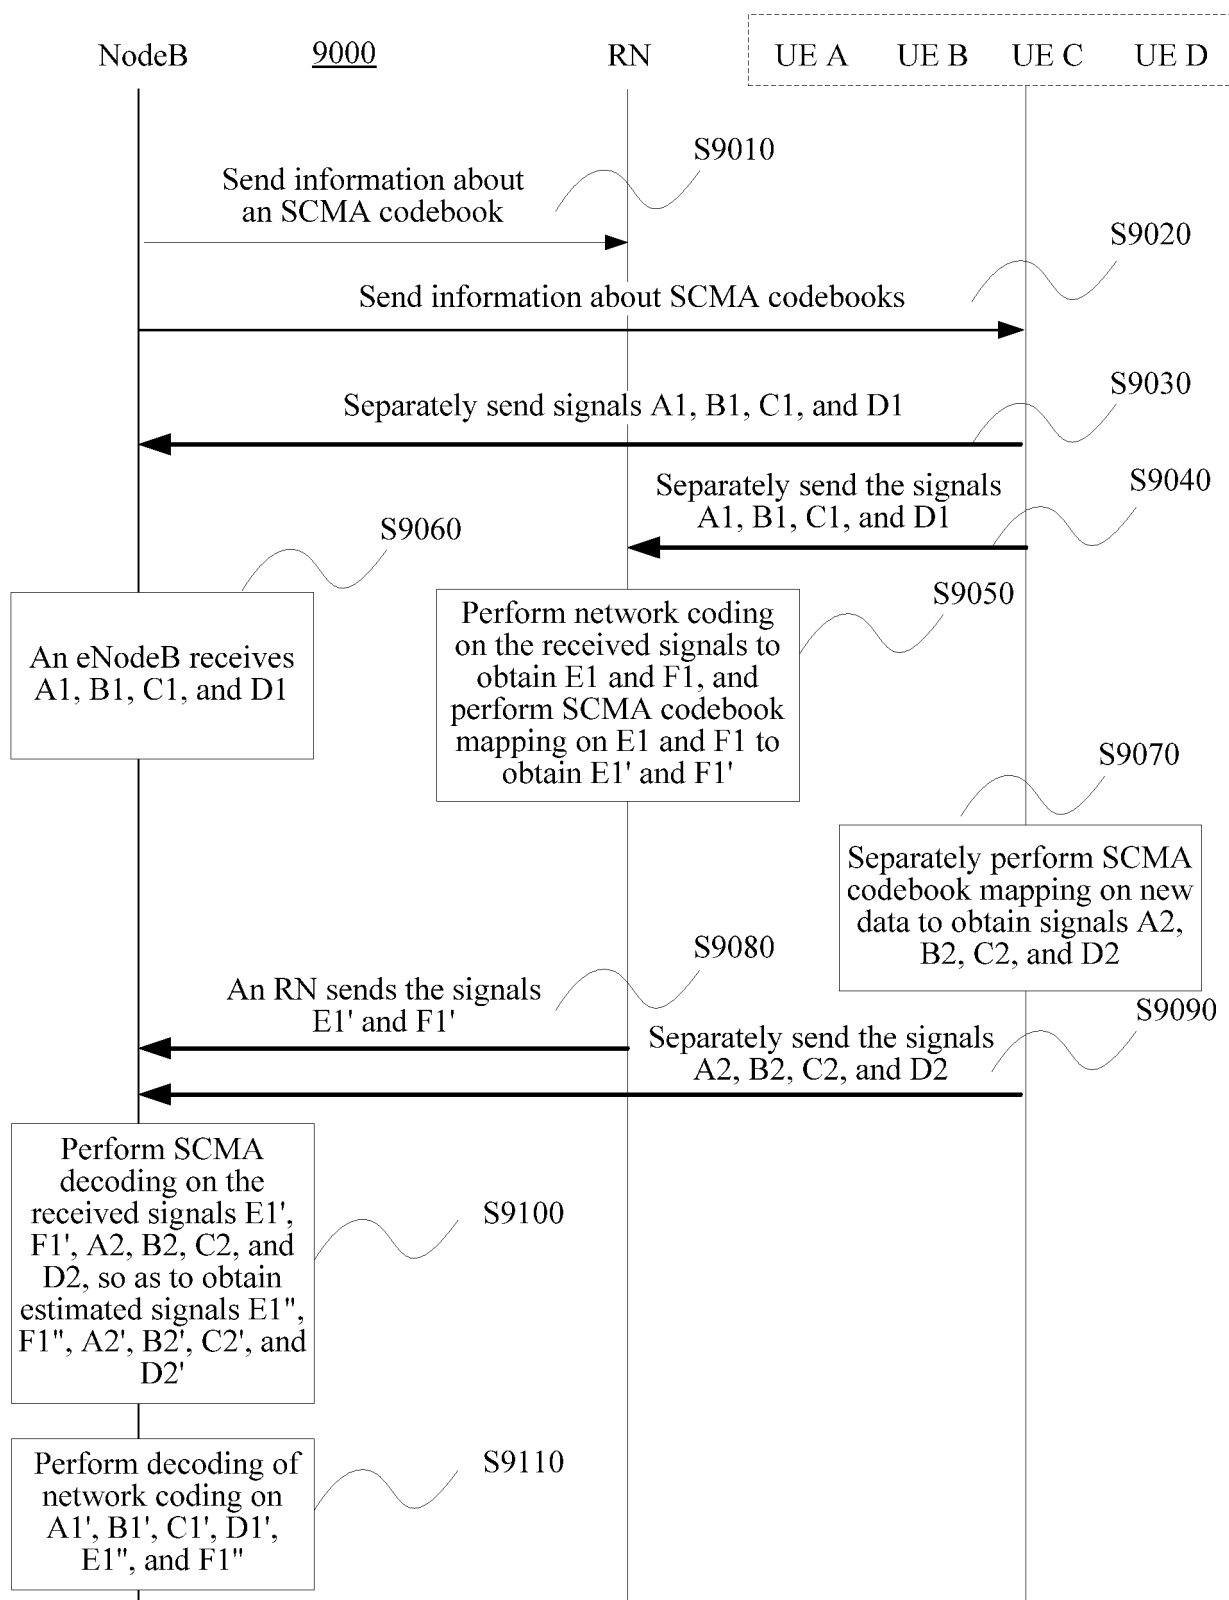 NodeB 9000 RN UE A UE B UE C UE D
S9010
Send information about
an SCMA codebook
S9020
Send information about SCMA codebooks
S9030
Separately send signals A1, B1, C1, and D1
S9040
Separately send the signals
A1, B1, C1, and D1
S9060
An eNodeB receives
A1, B1, C1, and D1
S9050
Perform network coding
on the received signals to
obtain E1 and F1, and
perform SCMA codebook
mapping on E1 and F1 to
obtain E1' and F1'
S9070
Separately perform SCMA
codebook mapping on new
data to obtain signals A2,
B2, C2, and D2
S9080
An RN sends the signals
E1' and F1'
S9090
Separately send the signals
A2, B2, C2, and D2
Perform SCMA
decoding on the
received signals E1',
F1', A2, B2, C2, and
D2, so as to obtain
estimated signals E1",
F1", A2', B2', C2', and
D2'
S9100
Perform decoding of
network coding on
A1', B1', C1', D1',
E1", and F1"
S9110